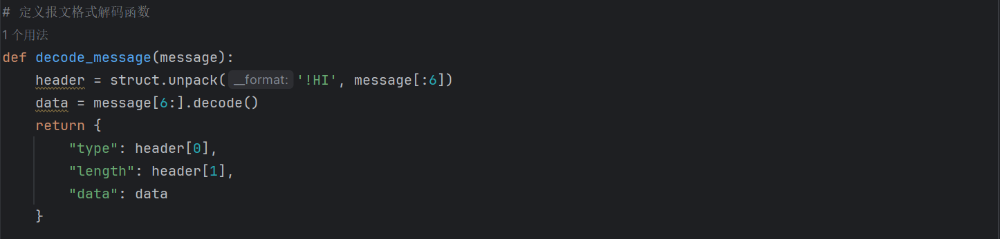 # 定义报文格式解码函数
1 个用法
def decode_message(message):
    header = struct.unpack( __format: '!HI', message[:6])
    data = message[6:].decode()
    return {
        "type": header[0],
        "length": header[1],
        "data": data
    }